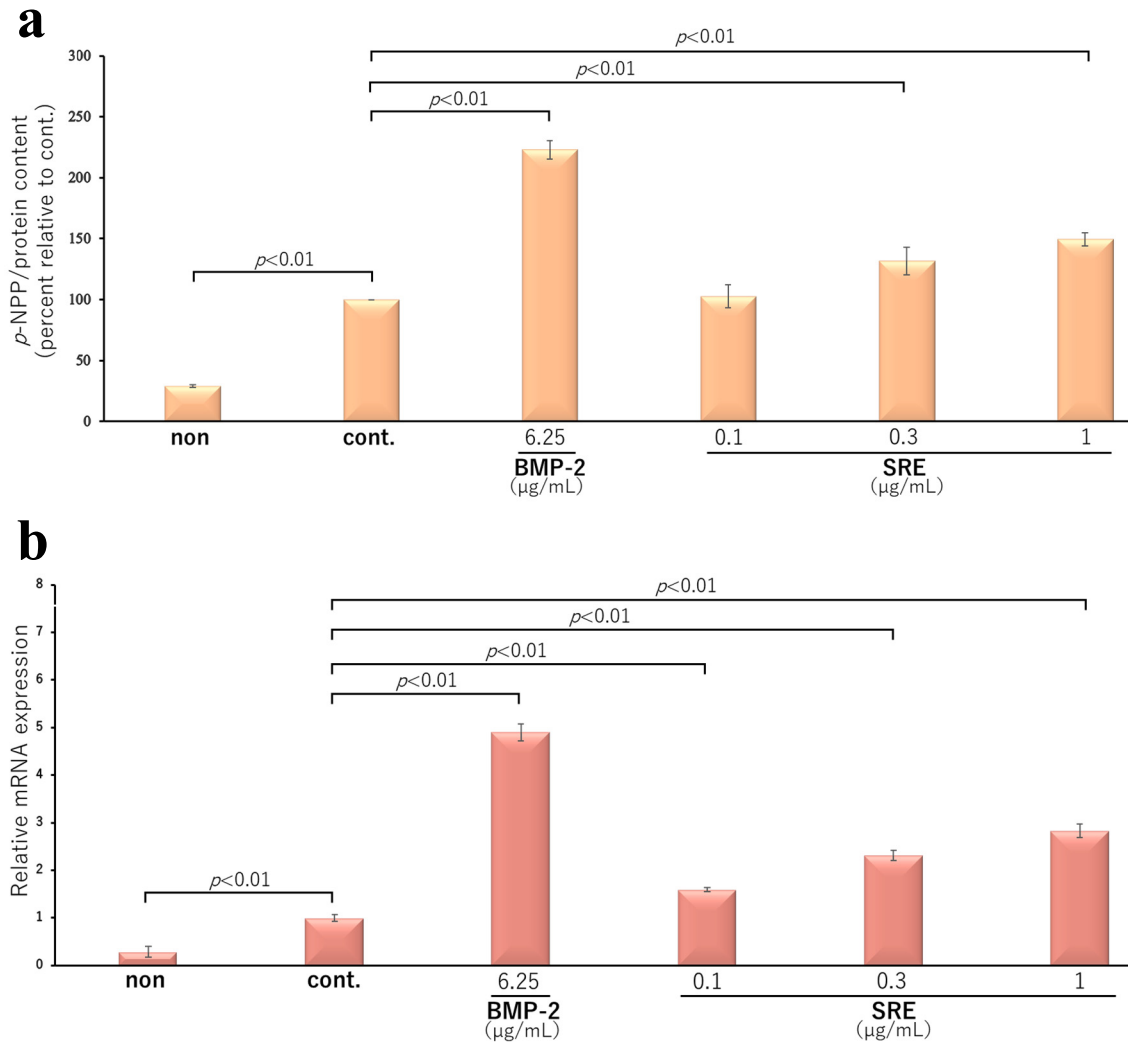 a
p<0.01
p<0.01
p<0.01
p<0.01
p-NPP/protein content
(percent relative to cont.)
300
250
200
150
100
50
0
non cont. 6.25 0.1 0.3 1
BMP-2 SRE
(μg/mL) (μg/mL)
b
p<0.01
p<0.01
p<0.01
p<0.01
p<0.01
Relative mRNA expression
8
7
6
5
4
3
2
1
0
non cont. 6.25 0.1 0.3 1
BMP-2 SRE
(μg/mL) (μg/mL)